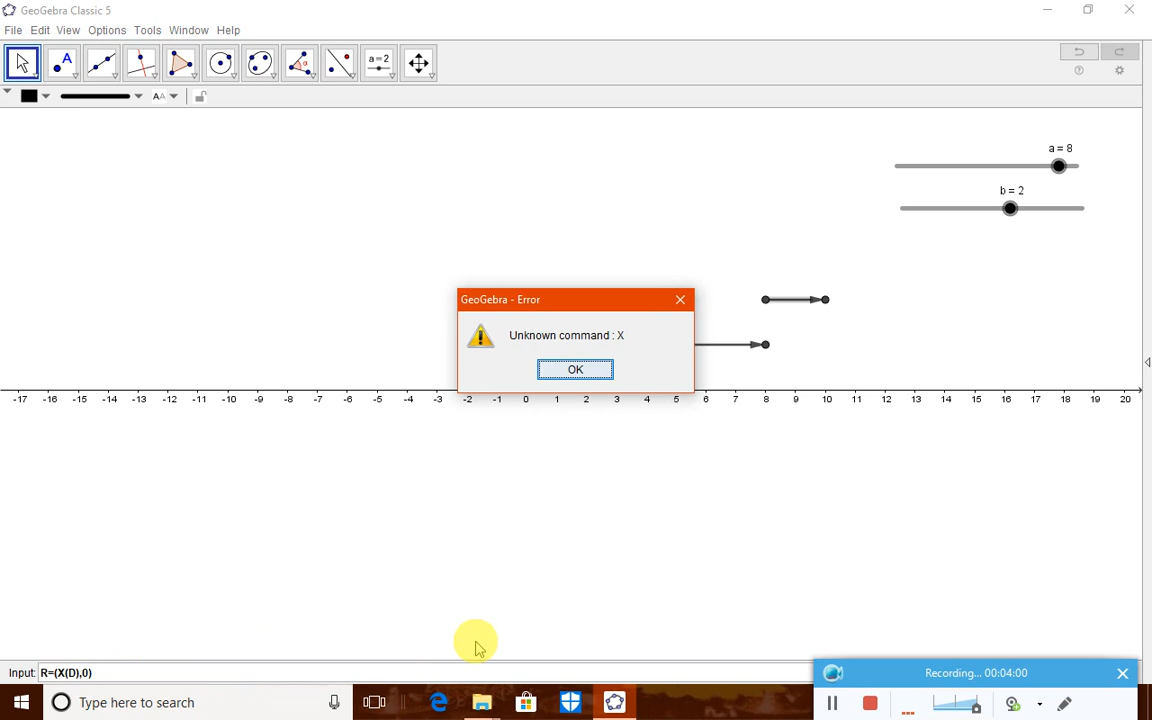 GeoGebra Classic 5
File Edit View Options Tools Window Help
A
a=2
AA
a = 8
b = 2
GeoGebra - Error
Unknown command : X
OK
-17 -16 -15 -14 -13 -12 -11 -10 -9 -8 -7 -6 -5 -4 -3 -2 -1 0 1 2 3 4 5 6 7 8 9 10 11 12 13 14 15 16 17 18 19 20
Input: R=(X(D),0)
Recording... 00:04:00
Type here to search